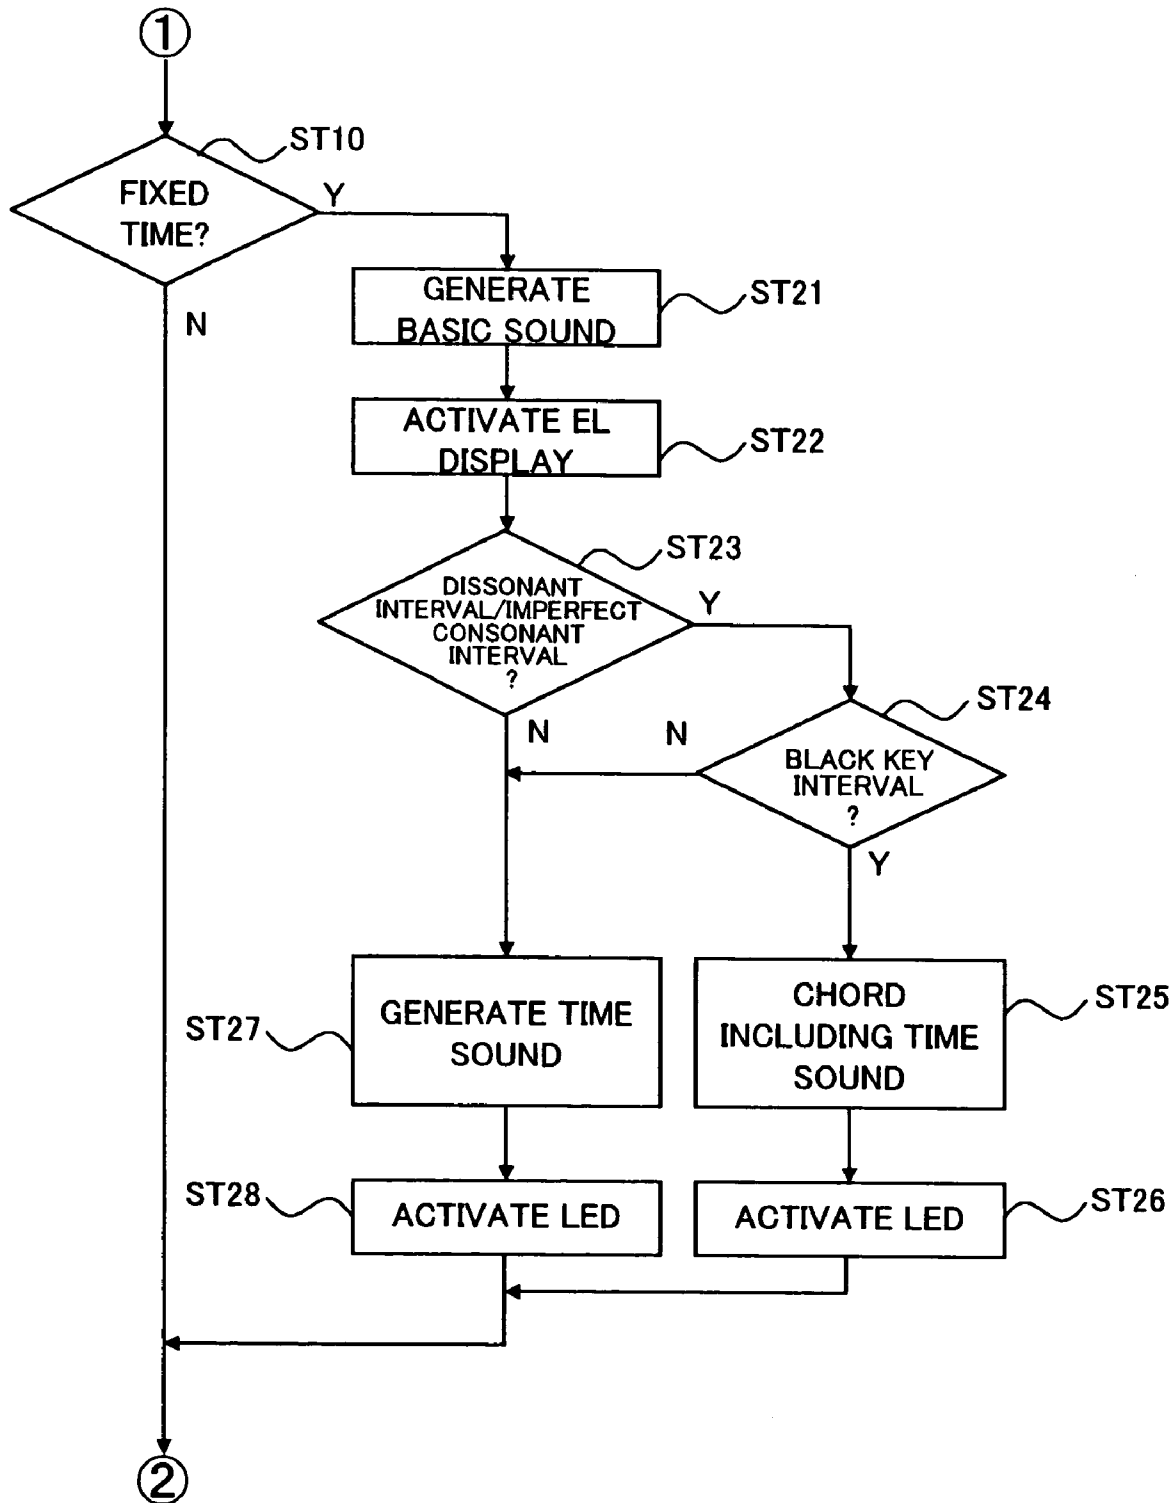 ①
ST10
FIXED
TIME?
Y
N
GENERATE
BASIC SOUND
ST21
ACTIVATE EL
DISPLAY
ST22
ST23
DISSONANT
INTERVAL/IMPERFECT
CONSONANT
INTERVAL
?
Y
N
ST24
BLACK KEY
INTERVAL
?
N
Y
ST27
GENERATE TIME
SOUND
CHORD
INCLUDING TIME
SOUND
ST25
ST28
ACTIVATE LED
ACTIVATE LED
ST26
②